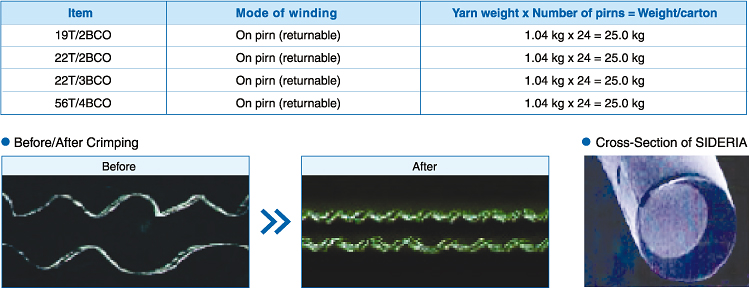 Item Mode of winding Yarn weight x Number of pirns = Weight/carton
19T/2BCO On pirn (returnable) 1.04 kg x 24 = 25.0 kg
22T/2BCO On pirn (returnable) 1.04 kg x 24 = 25.0 kg
22T/3BCO On pirn (returnable) 1.04 kg x 24 = 25.0 kg
56T/4BCO On pirn (returnable) 1.04 kg x 24 = 25.0 kg
● Before/After Crimping ● Cross-Section of SIDERIA
Before After